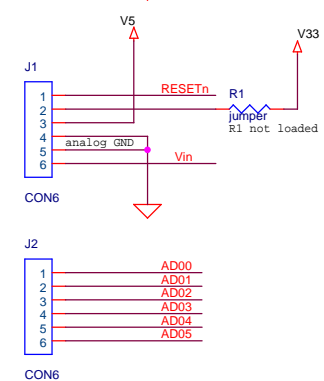 V5
V33
J1
1
RESETn
R1
2
jumper
3
R1 not loaded
4
analog GND
5
6
Vin
CON6
J2
1
AD00
2
AD01
3
AD02
4
AD03
5
AD04
6
AD05
CON6